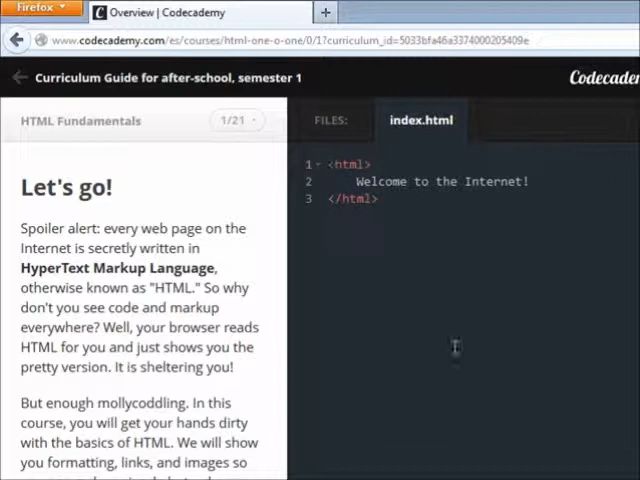 Firefox
Overview | Codecademy
www.codecademy.com/es/courses/html-one-o-one/0/1?curriculum_id=5033bfa46a3374000205409e
Curriculum Guide for after-school, semester 1
Codecadem
HTML Fundamentals
1/21
FILES:
index.html
Let's go!
Spoiler alert: every web page on the
Internet is secretly written in
HyperText Markup Language,
otherwise known as "HTML." So why
don't you see code and markup
everywhere? Well, your browser reads
HTML for you and just shows you the
pretty version. It is sheltering you!
But enough mollycoddling. In this
course, you will get your hands dirty
with the basics of HTML. We will show
you formatting, links, and images so
1 <html>
2 Welcome to the Internet!
3 </html>